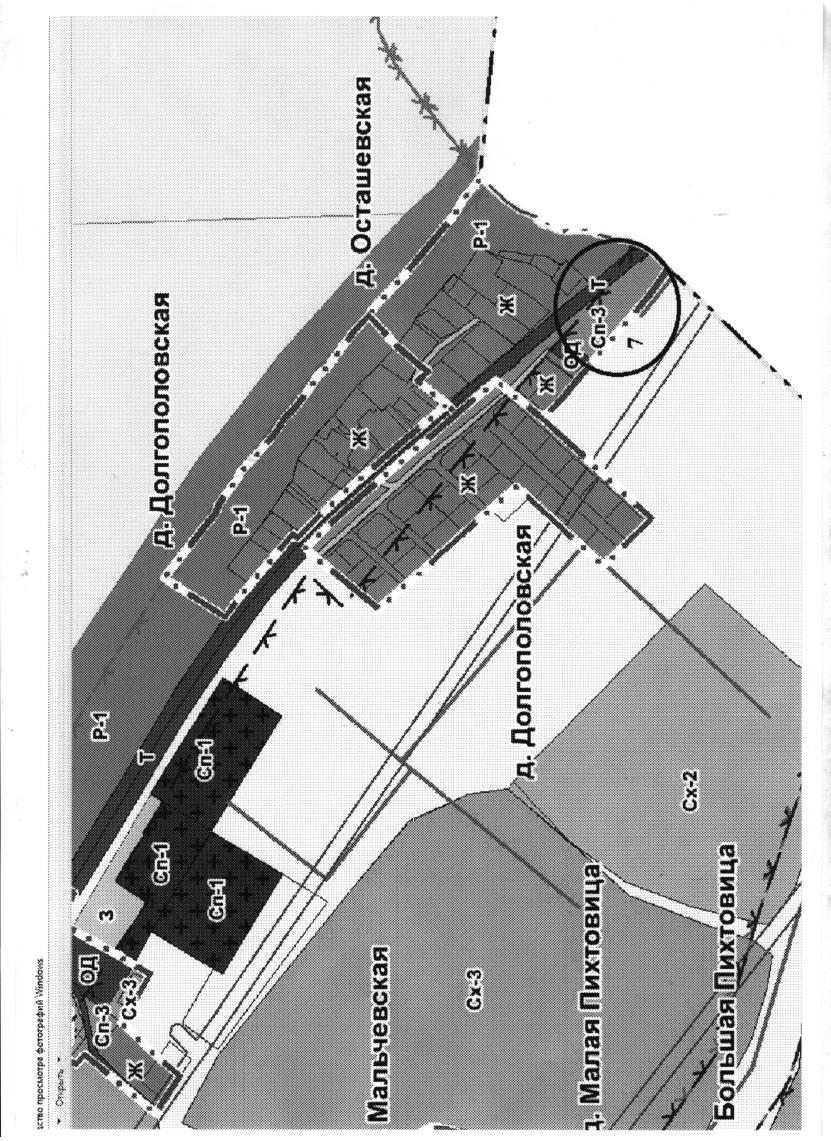 ство просмотра фотографий Windows
Открыть
д. Осташевская
д. Долгополовская
Р-1
Ж
Т
Сп-3
ОД
7
Ж
Р-1
Ж
Ж
Р-1
Т
д. Долгополовская
Сп-1
Сп-1
Сп-1
З
ОД
Сп-3
Сх-3
Ж
Сх-2
Сх-3
Мальчевская
д. Малая Пихтовица
Большая Пихтовица